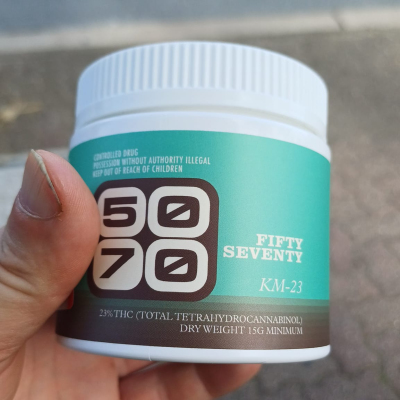 CONTROLLED DRUG
POSSESSION WITHOUT AUTHORITY ILLEGAL
KEEP OUT OF REACH OF CHILDREN
50
70
FIFTY
SEVENTY
KM-23
23% THC (TOTAL TETRAHYDROCANNABINOL)
DRY WEIGHT 15G MINIMUM